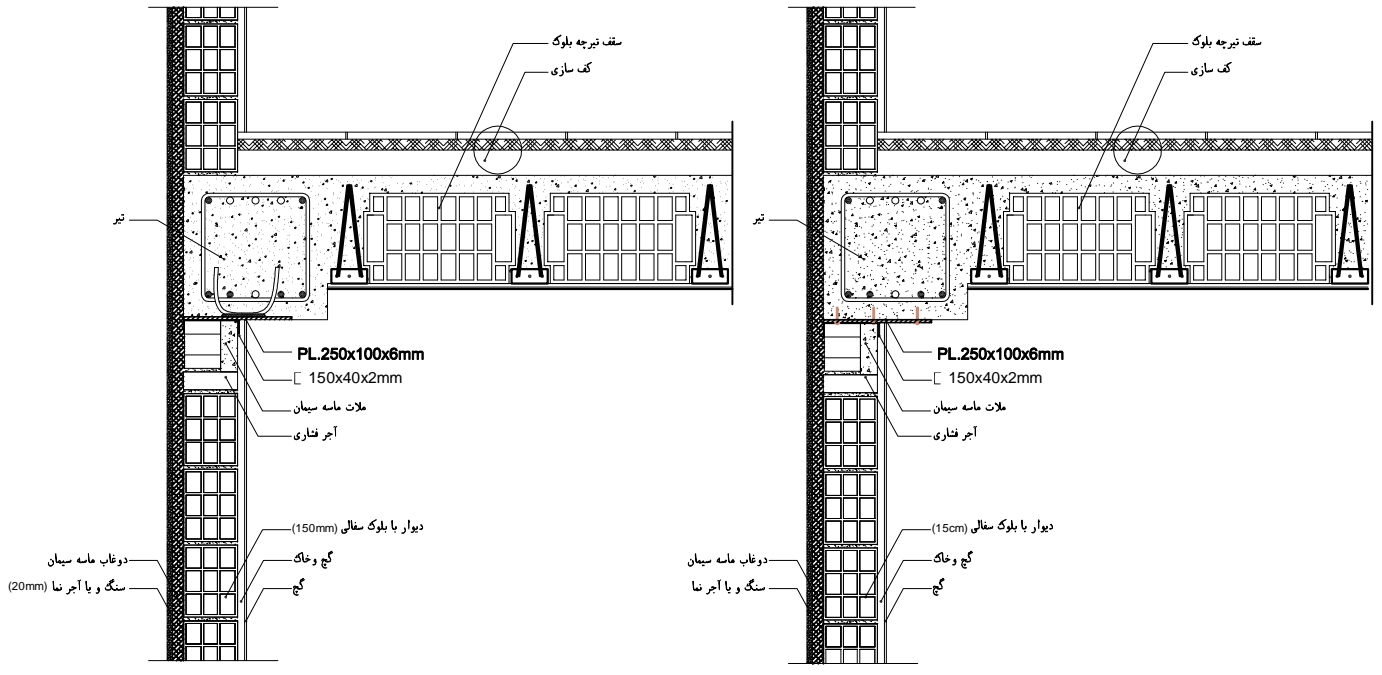 سقف تیرچه بلوک
کف سازی
تیر
PL.250x100x6mm
[ 150x40x2mm
ملات ماسه سیمان
آجر فشاری
دیوار با بلوک سفالی (150mm)
گچ وخاک
گچ
دوغاب ماسه سیمان
سنگ و یا آجر نما (20mm)
سقف تیرچه بلوک
کف سازی
تیر
PL.250x100x6mm
[ 150x40x2mm
ملات ماسه سیمان
آجر فشاری
دیوار با بلوک سفالی (15cm)
گچ وخاک
گچ
دوغاب ماسه سیمان
سنگ و یا آجر نما